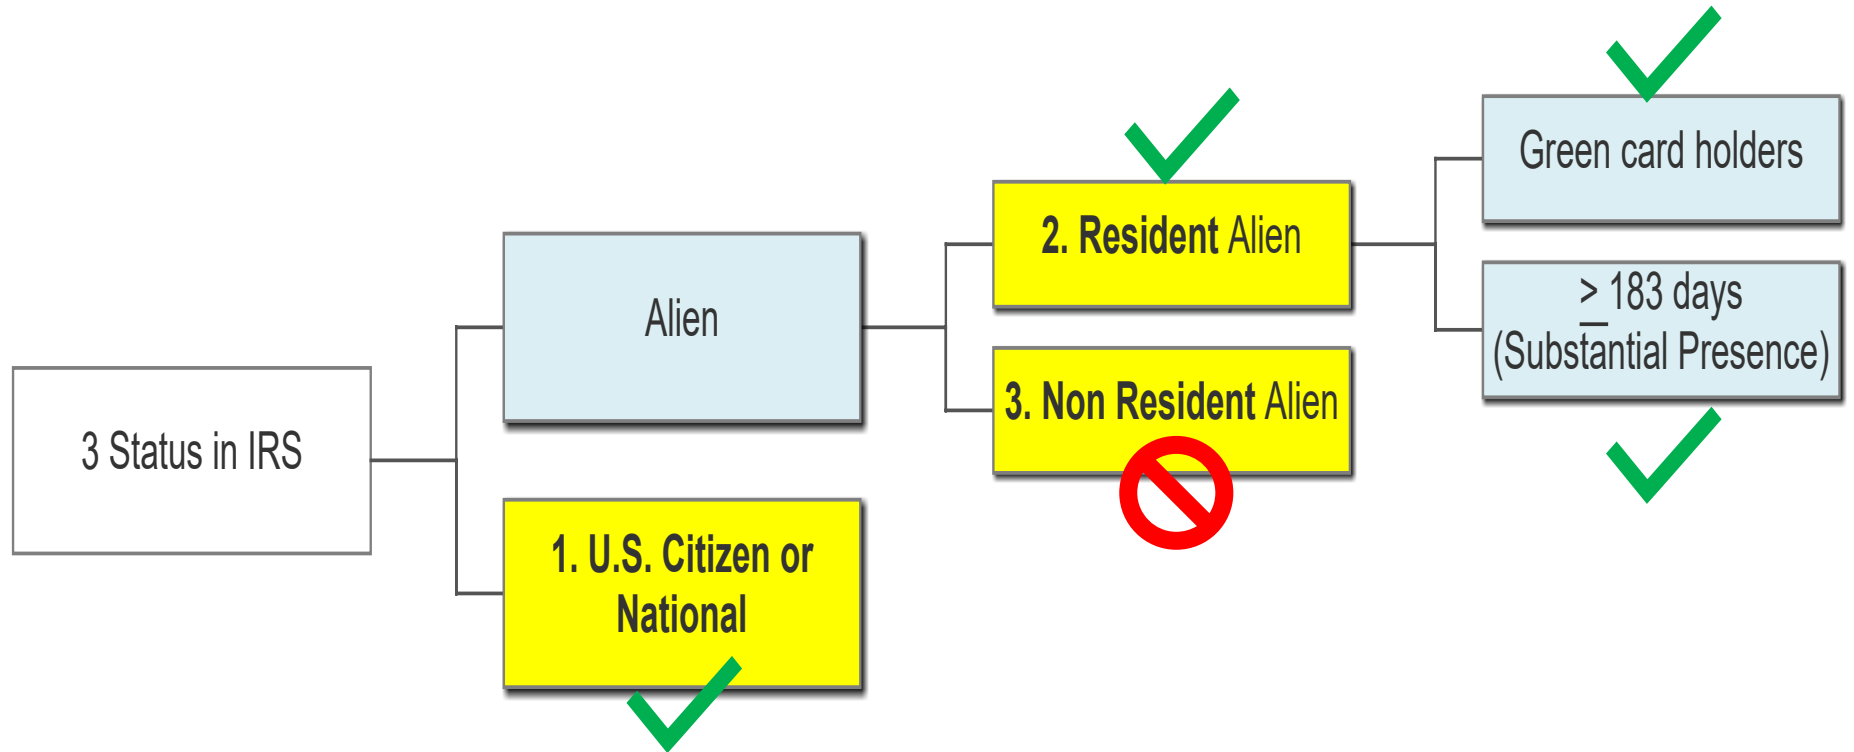 3 Status in IRS
Alien
1. U.S. Citizen or
National
2. Resident Alien
3. Non Resident Alien
Green card holders
> 183 days
(Substantial Presence)